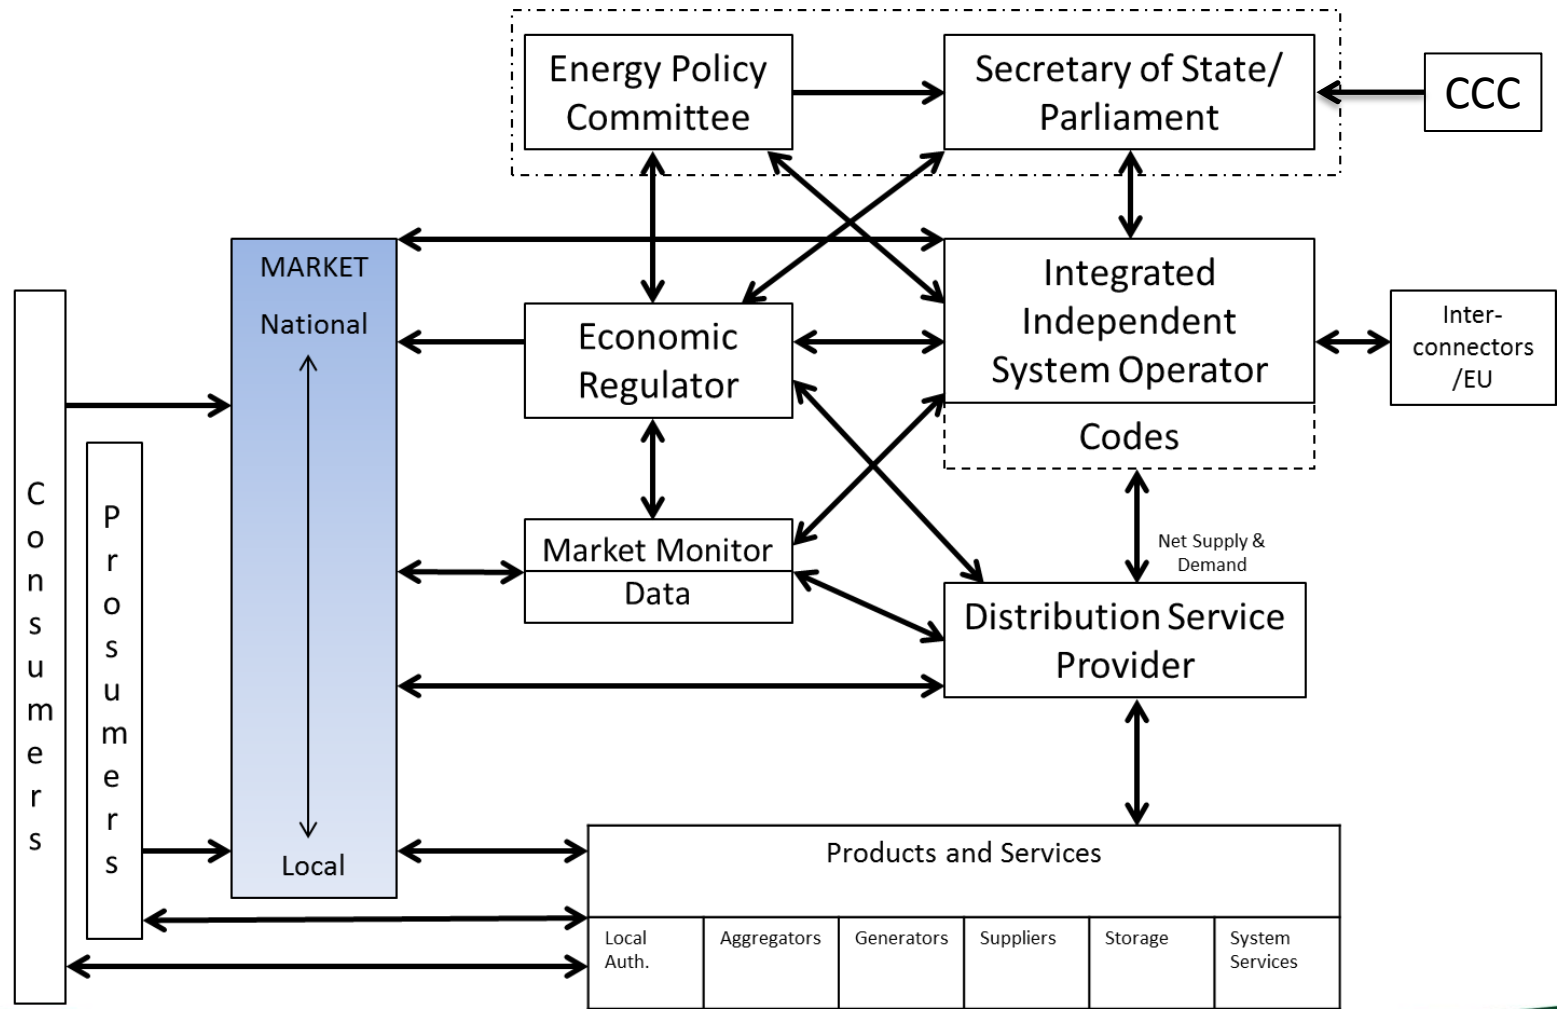 Energy Policy
Committee
Secretary of State/
Parliament
CCC
MARKET
National
Local
Integrated
Independent
System Operator
Codes
Inter-
connectors
/EU
Economic
Regulator
Market Monitor
Data
Net Supply &
Demand
Distribution Service
Provider
Consumers
Prosumers
Products and Services
Local
Auth.
Aggregators
Generators
Suppliers
Storage
System
Services